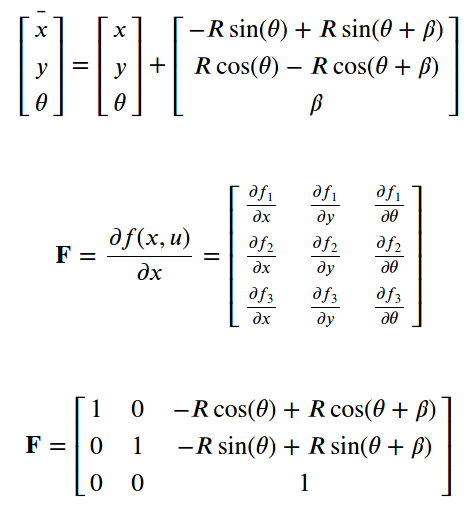 [x̄ y θ] = [x y θ] + [−R sin(θ) + R sin(θ + β)
R cos(θ) − R cos(θ + β)
β]
F = ∂f(x, u)/∂x = [∂f₁/∂x ∂f₁/∂y ∂f₁/∂θ
∂f₂/∂x ∂f₂/∂y ∂f₂/∂θ
∂f₃/∂x ∂f₃/∂y ∂f₃/∂θ]
F = [1 0 −R cos(θ) + R cos(θ + β)
0 1 −R sin(θ) + R sin(θ + β)
0 0 1]